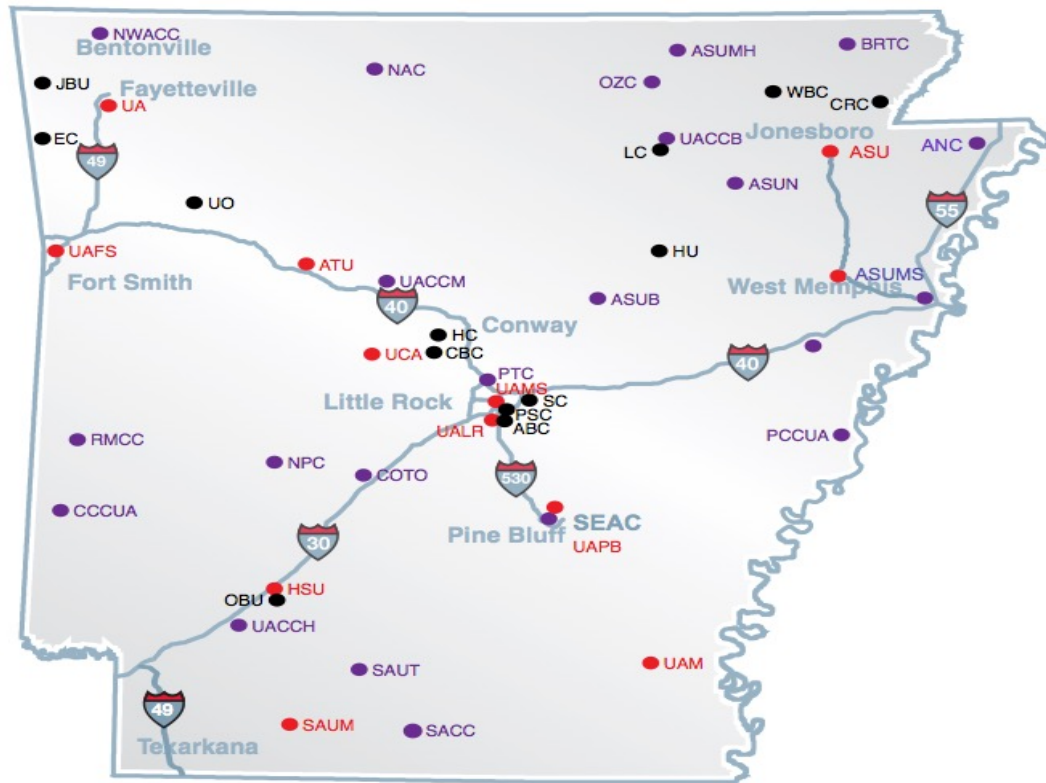 NWACC
Bentonville
ASUMH
BRTC
NAC
OZC
JBU
Fayetteville
UA
WBC
CRC
EC
49
LC
UACCB
Jonesboro
ASU
ANC
ASUN
UO
55
UAFS
Fort Smith
ATU
HU
UACCM
ASUMS
West Memphis
40
ASUB
Conway
HC
CBC
UCA
40
PTC
UAMS
Little Rock
SC
PSC
ABC
UALR
RMCC
PCCUA
NPC
COTO
530
CCCUA
SEAC
Pine Bluff
UAPB
30
HSU
OBU
UACCH
UAM
SAUT
49
SAUM
SACC
Texarkana